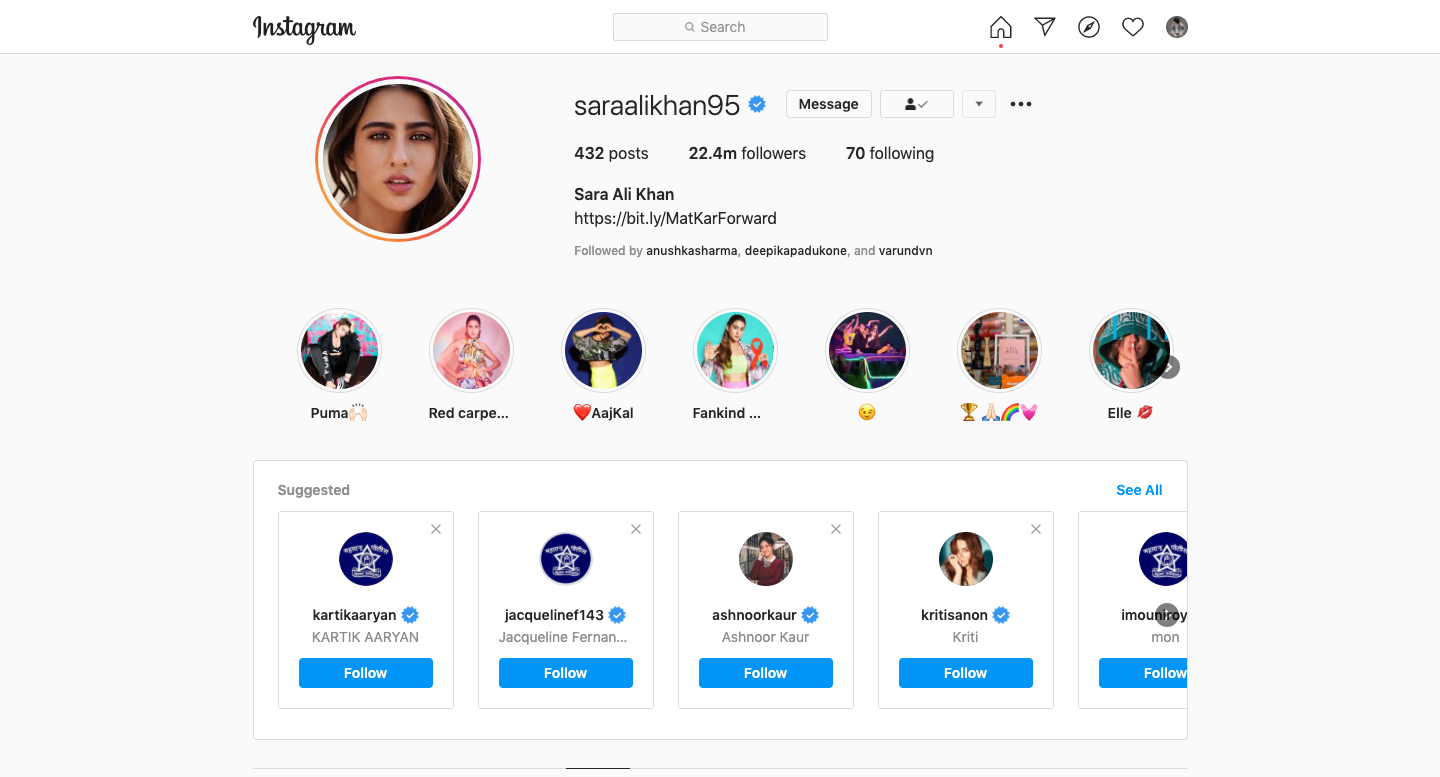 Instagram
Search
saraalikhan95
Message
432 posts 22.4m followers 70 following
Sara Ali Khan
https://bit.ly/MatKarForward
Followed by anushkasharma, deepikapadukone, and varundvn
Puma🙌🏻 Red carpe... ❤️AajKal Fankind ... 😉 🏆🙏🏻🌈💓 Elle 💋
Suggested See All
kartikaaryan jacquelinef143 ashnoorkaur kritisanon
KARTIK AARYAN Jacqueline Fernan... Ashnoor Kaur Kriti mon
Follow Follow Follow Follow Follow